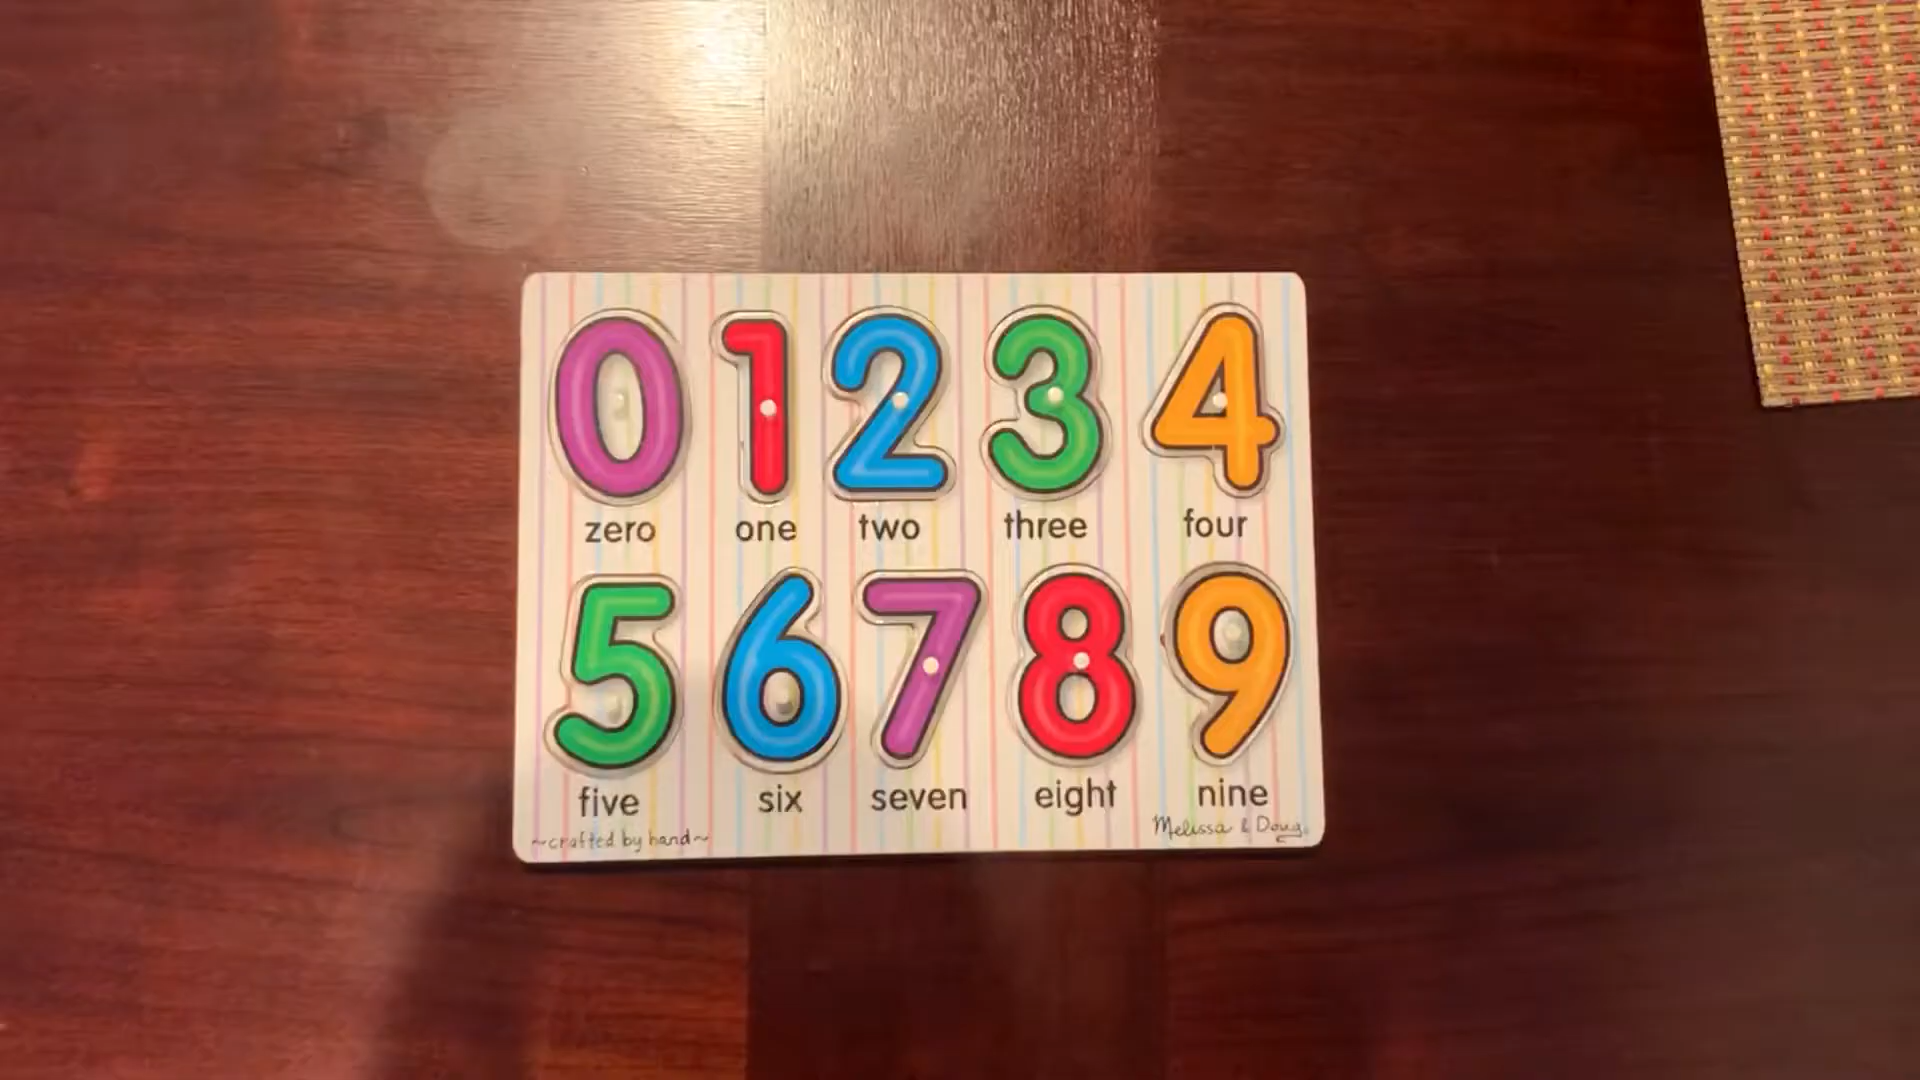 0 1 2 3 4
zero one two three four
5 6 7 8 9
five six seven eight nine
~crafted by hand~ Melissa & Doug